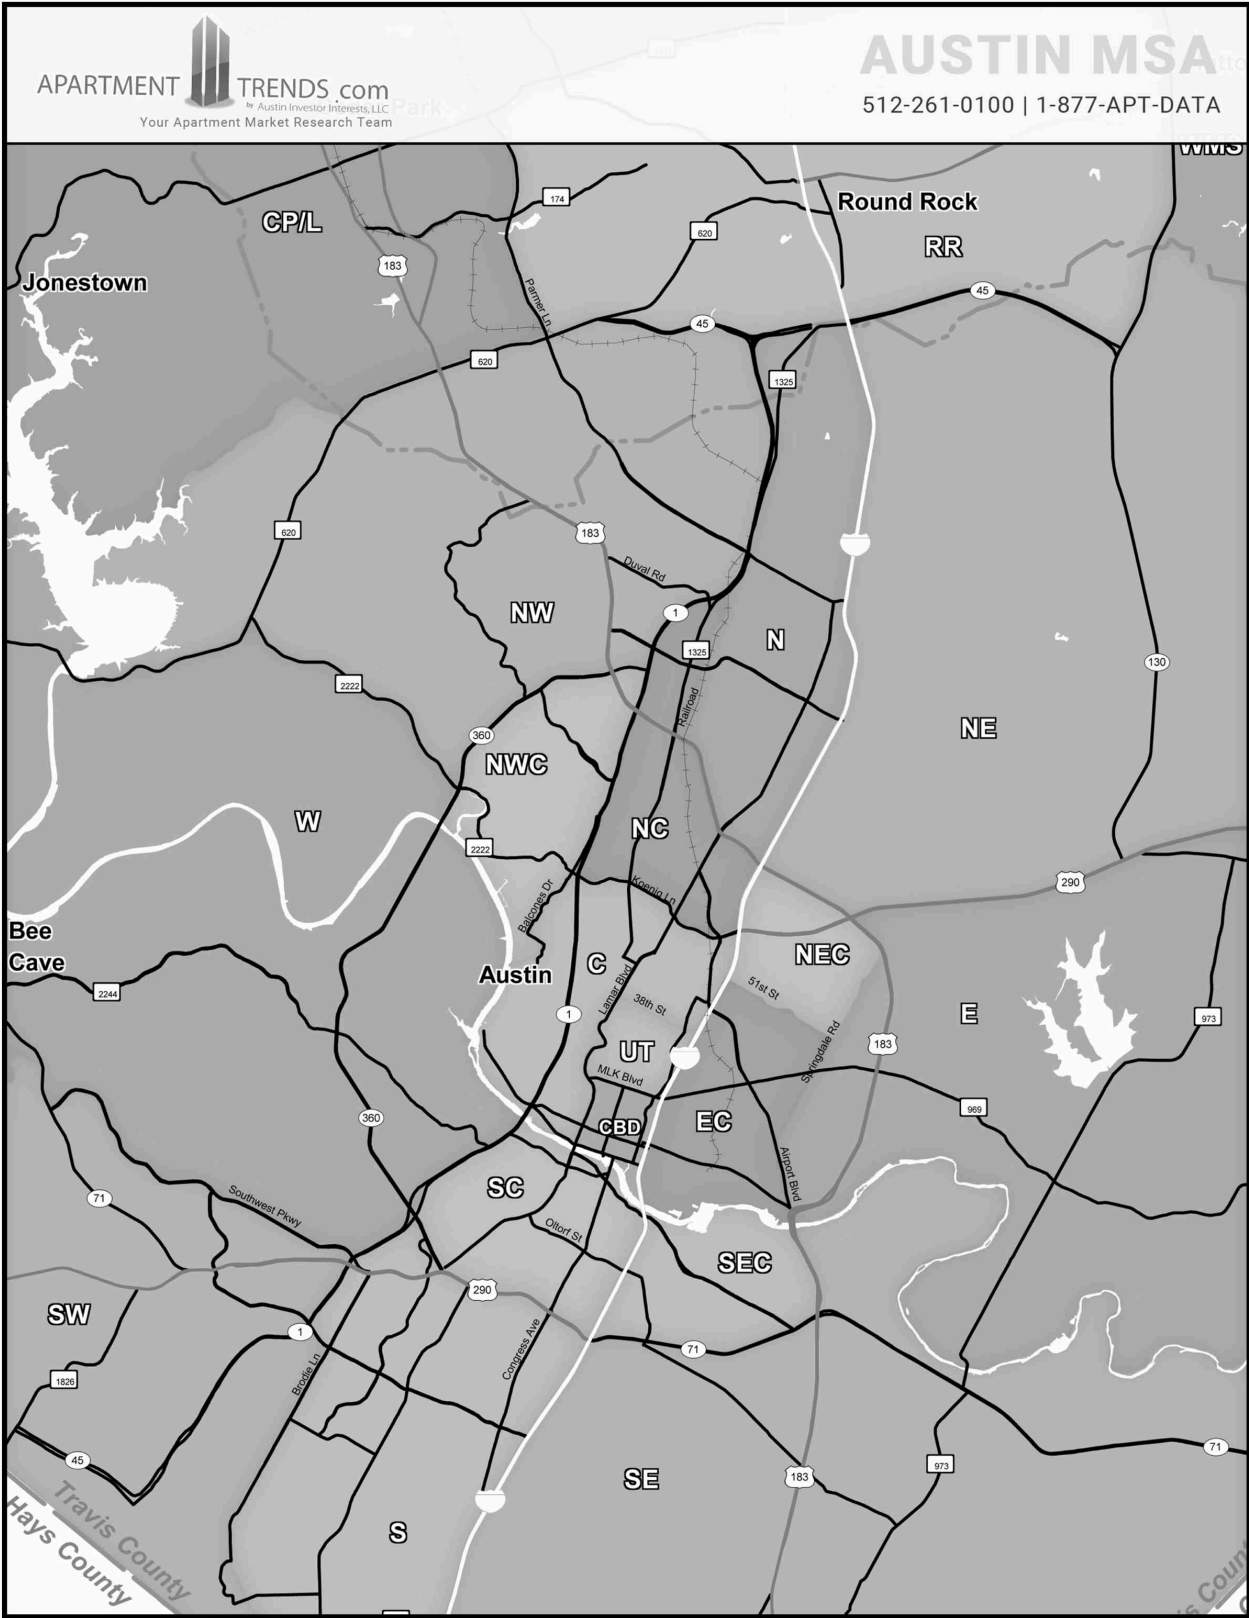 APARTMENT TRENDS.com
by Austin Investor Interests, LLC
Your Apartment Market Research Team
AUSTIN MSA
512-261-0100 | 1-877-APT-DATA
Park
WMS
174
Round Rock
CP/L
620
RR
183
Jonestown
Parmer Ln
45
45
620
1325
620
183
Duval Rd
NW
1
N
1325
130
2222
Railroad
360
NE
NWC
W
NC
2222
290
Koenig Ln
Balcones Dr
Bee
Cave
NEC
C
Austin
Lamar Blvd
51st St
2244
38th St
1
E
973
Springdale Rd
183
UT
MLK Blvd
969
360
EC
CBD
Airport Blvd
SC
71
Southwest Pkwy
Oltorf St
SEC
290
SW
1
71
Congress Ave
Brodie Ln
1826
71
45
973
183
SE
Travis County
Hays County
S